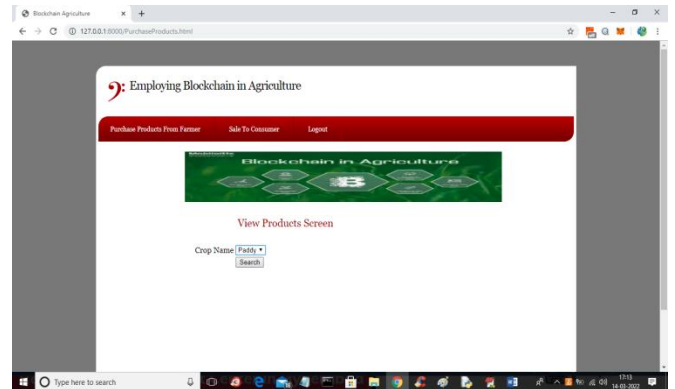 Blockchain Agriculture
127.0.0.1:8000/PurchaseProducts.html
Employing Blockchain in Agriculture
Purchase Products From Farmer Sale To Consumer Logout
Blockchain in Agriculture
View Products Screen
Crop Name Paddy
Search
Type here to search
17:13
14-03-2022